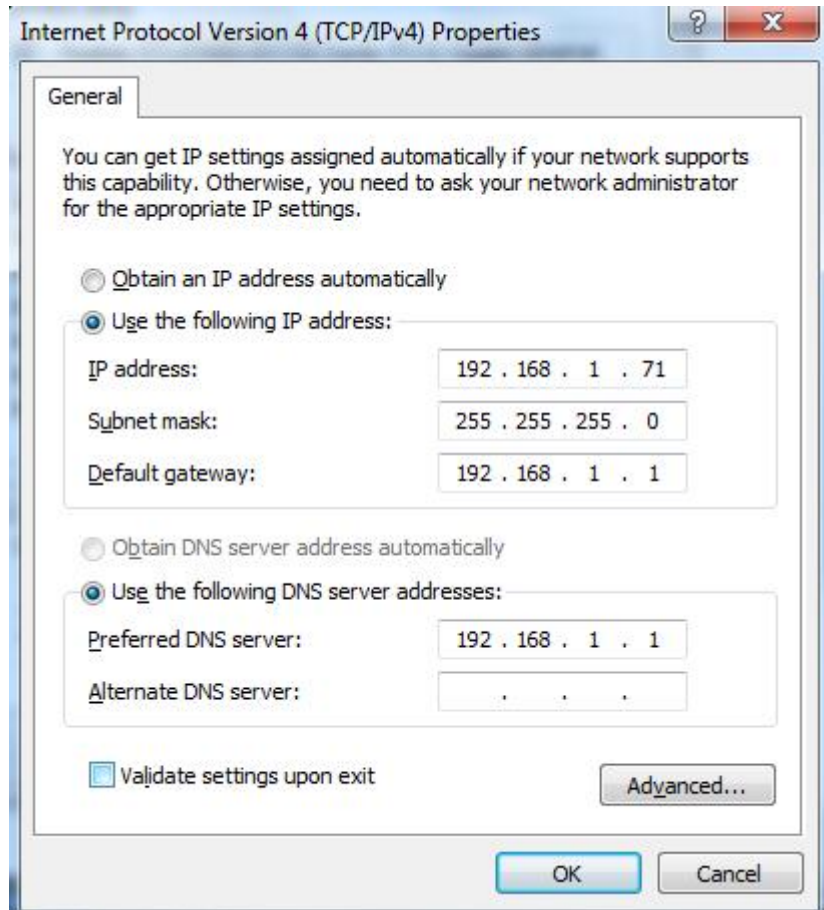 Internet Protocol Version 4 (TCP/IPv4) Properties
?
X
General
You can get IP settings assigned automatically if your network supports
this capability. Otherwise, you need to ask your network administrator
for the appropriate IP settings.
Obtain an IP address automatically
Use the following IP address:
IP address: 192 . 168 . 1 . 71
Subnet mask: 255 . 255 . 255 . 0
Default gateway: 192 . 168 . 1 . 1
Obtain DNS server address automatically
Use the following DNS server addresses:
Preferred DNS server: 192 . 168 . 1 . 1
Alternate DNS server: . . .
Validate settings upon exit
Advanced...
OK Cancel